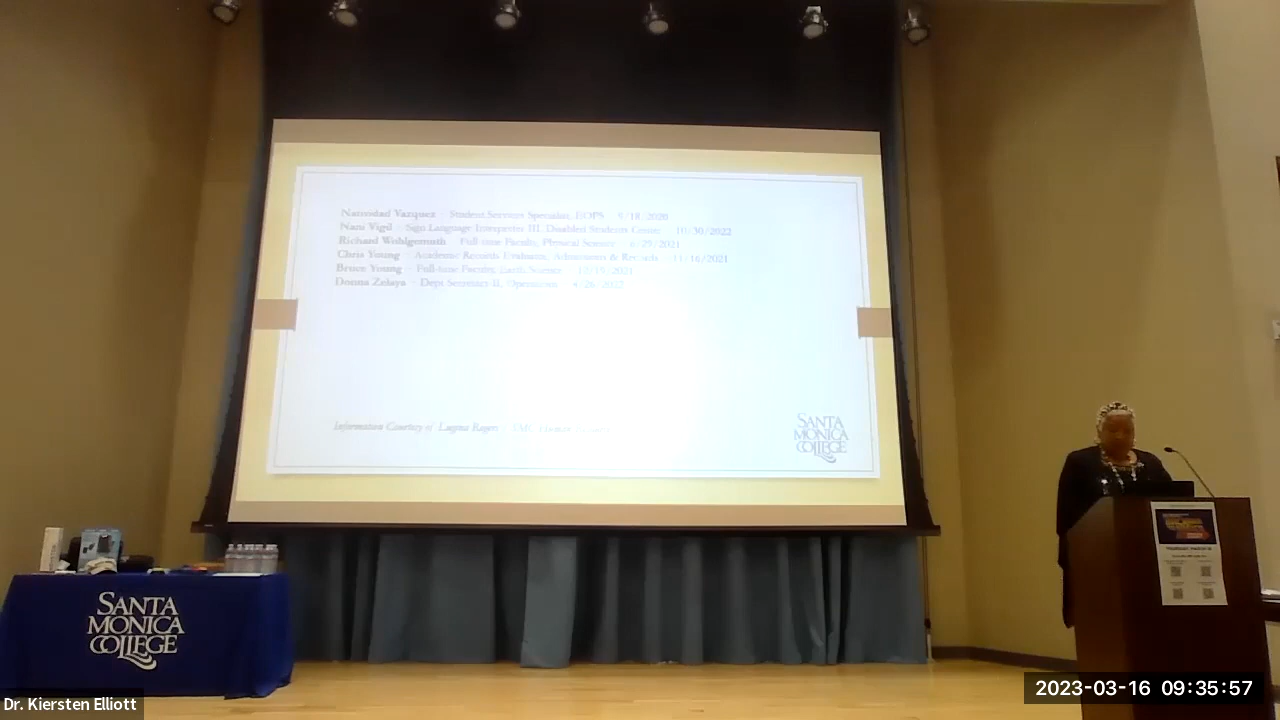 Vazquez – Student Services Specialist, EOPS – /18/2020
Nani Vigil – Sign Language Interpreter III, Disabled Students Center – 10/30/2022
Richard Wohlgemuth – Full-time Faculty, Physical Science – 6/29/2021
Chris Young – Academic Records Evaluator, Admissions & Records – 11/16/2021
Bruce Young – Full-time Faculty, Earth Science – 12/15/2021
Donna Zelaya – Dept Secretary II, Operations – 4/26/2022
Information Courtesy of
SANTA
MONICA
COLLEGE
SANTA
MONICA
COLLEGE
Dr. Kiersten Elliott
2023-03-16 09:35:57